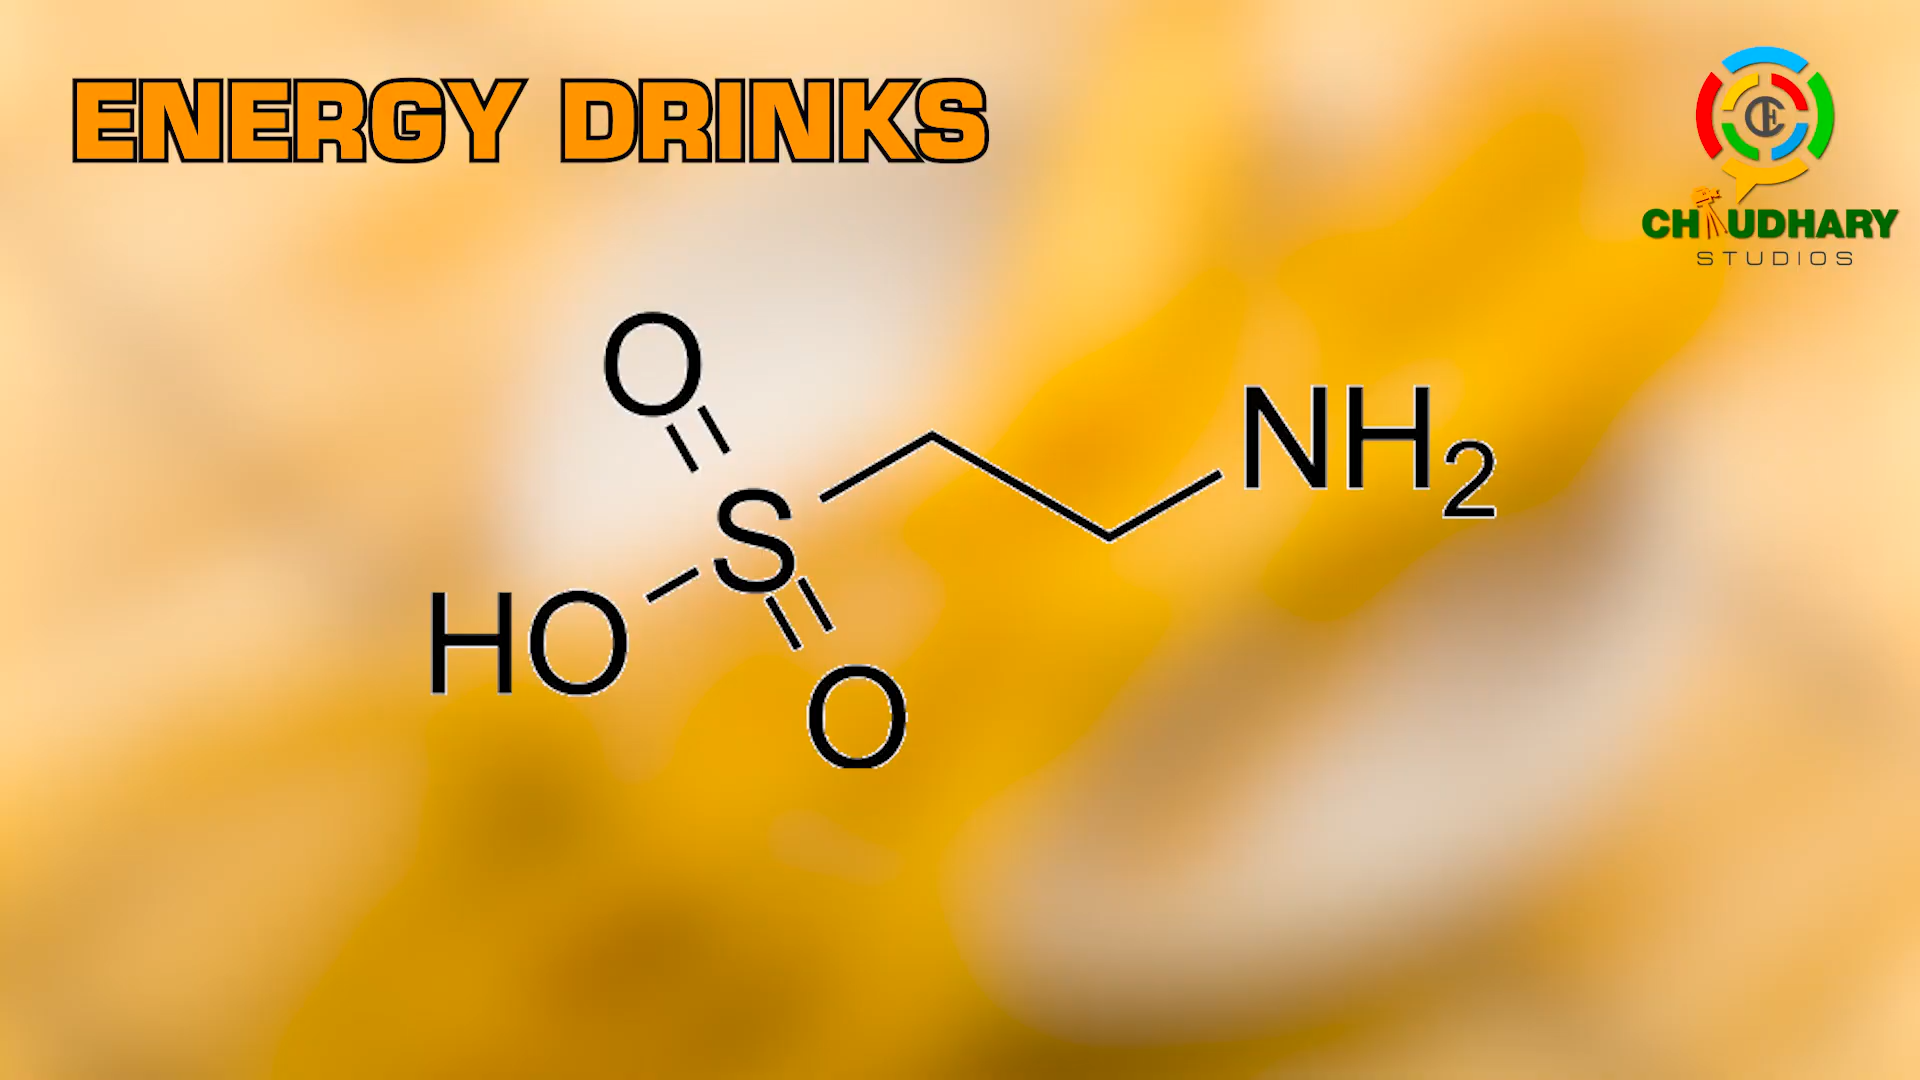 ENERGY DRINKS
CHAUDHARY
STUDIOS
O
NH2
S
HO
O